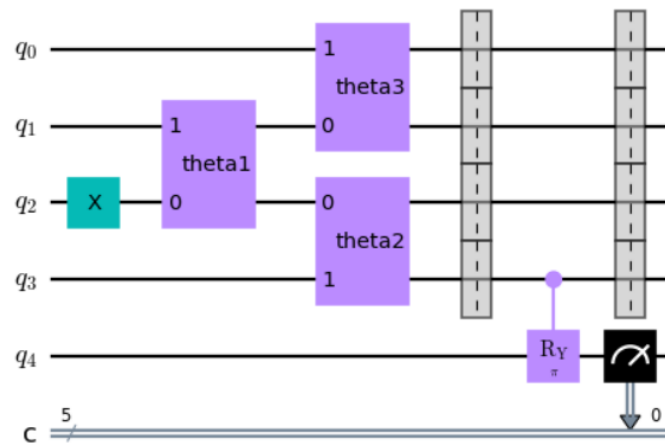 q0 1
theta3
q1 1 0
theta1
q2 X 0 0
theta2
q3 1
q4 RY
π
5 0
c